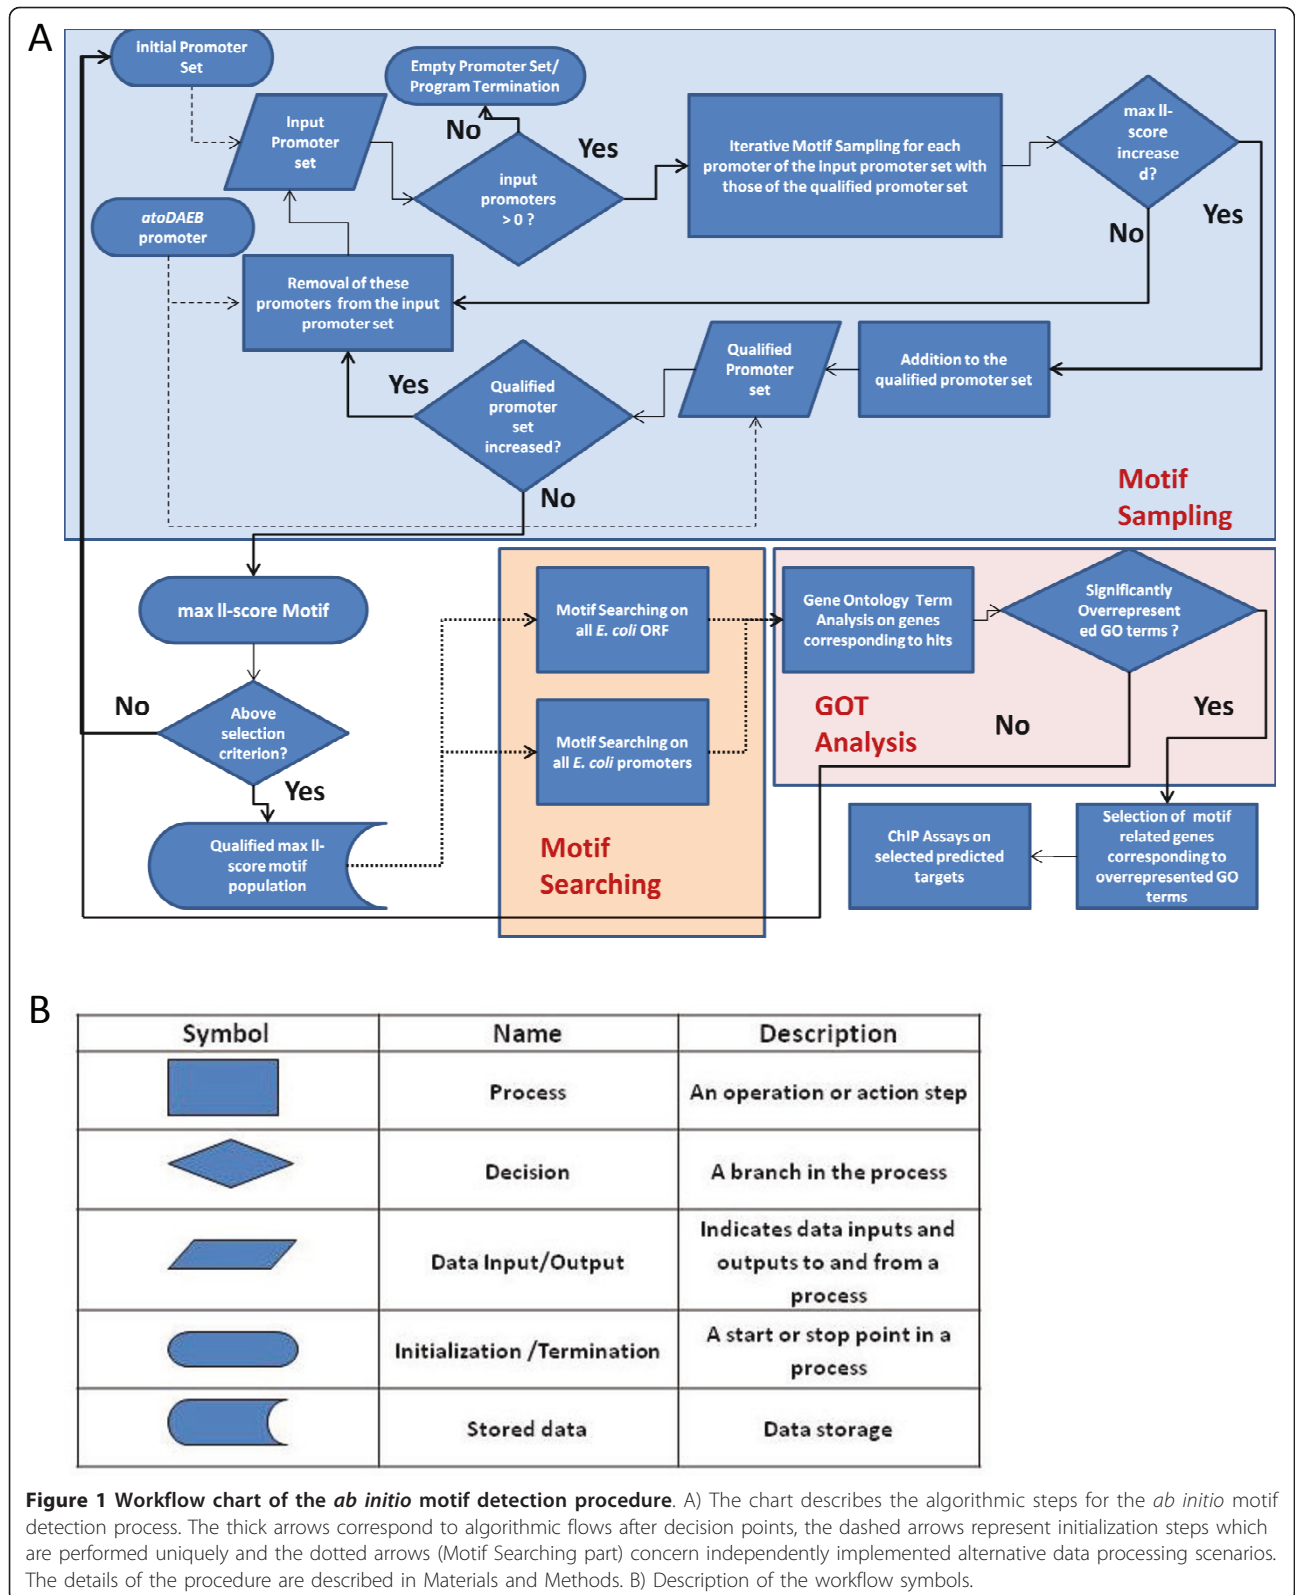 A
Initial Promoter
Set
Empty Promoter Set/
Program Termination
Input
Promoter
set
No
Yes
input
promoters
> 0 ?
Iterative Motif Sampling for each
promoter of the input promoter set with
those of the qualified promoter set
max ll-
score
increase
d?
No
Yes
atoDAEB
promoter
Removal of these
promoters from the input
promoter set
Yes
Qualified
promoter
set
increased?
Qualified
Promoter
set
Addition to the
qualified promoter set
No
Motif
Sampling
max ll-score Motif
No
Above
selection
criterion?
Yes
Qualified max ll-
score motif
population
Motif Searching on
all E. coli ORF
Motif Searching on
all E. coli promoters
Motif
Searching
Gene Ontology Term
Analysis on genes
corresponding to hits
Significantly
Overrepresent
ed GO terms ?
GOT
Analysis
No
Yes
ChIP Assays on
selected predicted
targets
Selection of motif
related genes
corresponding to
overrepresented GO
terms
B
Symbol Name Description
Process An operation or action step
Decision A branch in the process
Data Input/Output Indicates data inputs and
outputs to and from a
process
Initialization /Termination A start or stop point in a
process
Stored data Data storage
Figure 1 Workflow chart of the ab initio motif detection procedure. A) The chart describes the algorithmic steps for the ab initio motif
detection process. The thick arrows correspond to algorithmic flows after decision points, the dashed arrows represent initialization steps which
are performed uniquely and the dotted arrows (Motif Searching part) concern independently implemented alternative data processing scenarios.
The details of the procedure are described in Materials and Methods. B) Description of the workflow symbols.